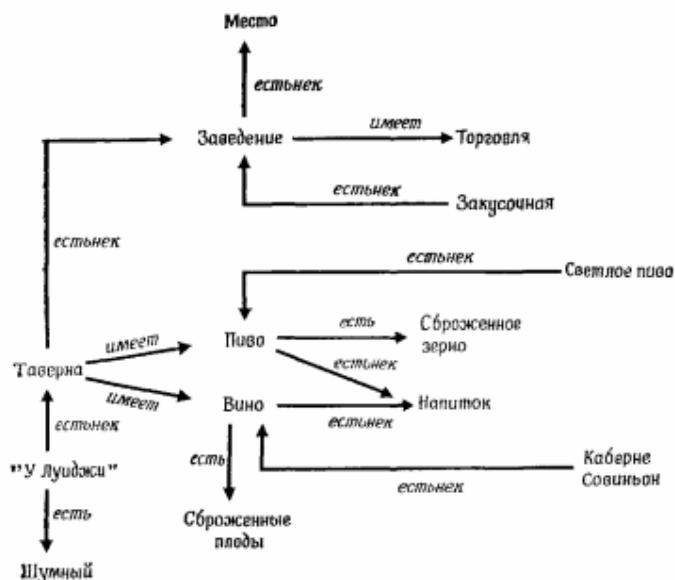 Место
естьнек
Заведение
имеет
Торговля
естьнек
Закусочная
естьнек
естьнек
Светлое пиво
Таверна
имеет
Пиво
есть
Сброженное
зерно
естьнек
имеет
Вино
естьнек
Напиток
естьнек
"У Луиджи"
есть
естьнек
Каберне
Совиньон
есть
Сброженные
плоды
Шумный